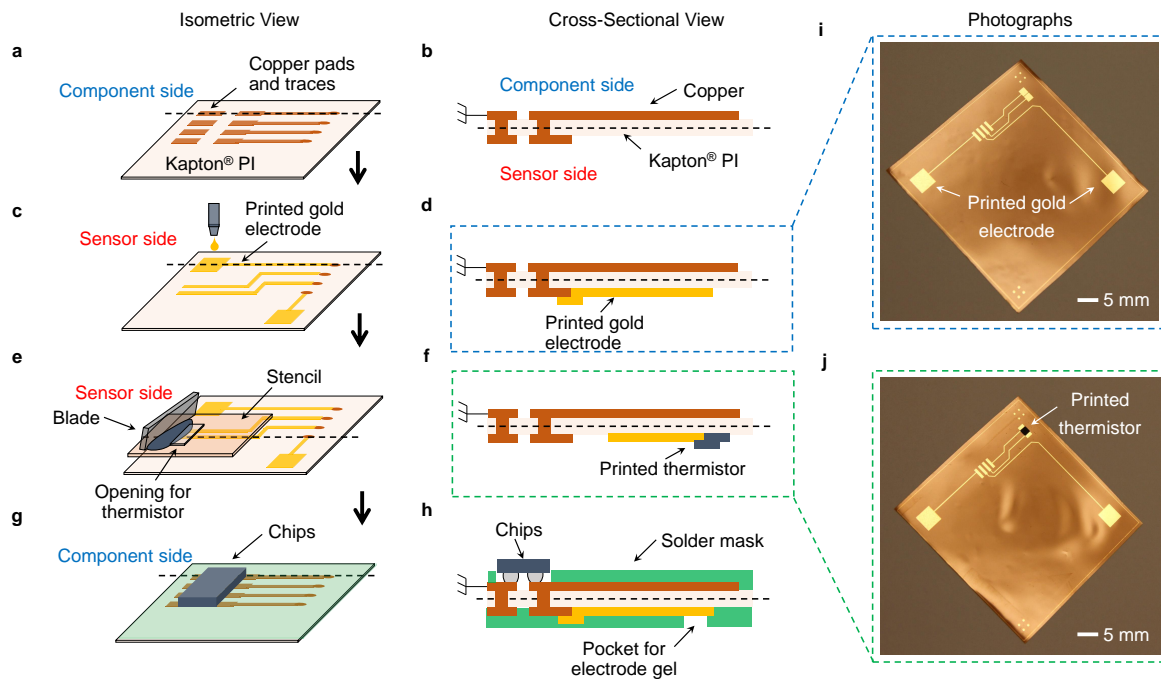 Isometric View
Cross-Sectional View
Photographs
a
Component side
Copper pads
and traces
Kapton® PI
b
Component side
Copper
Kapton® PI
Sensor side
c
Sensor side
Printed gold
electrode
d
Printed gold
electrode
e
Sensor side
Blade
Stencil
Opening for
thermistor
f
Printed thermistor
g
Component side
Chips
h
Chips
Solder mask
Pocket for
electrode gel
i
Printed gold
electrode
5 mm
j
Printed
thermistor
5 mm